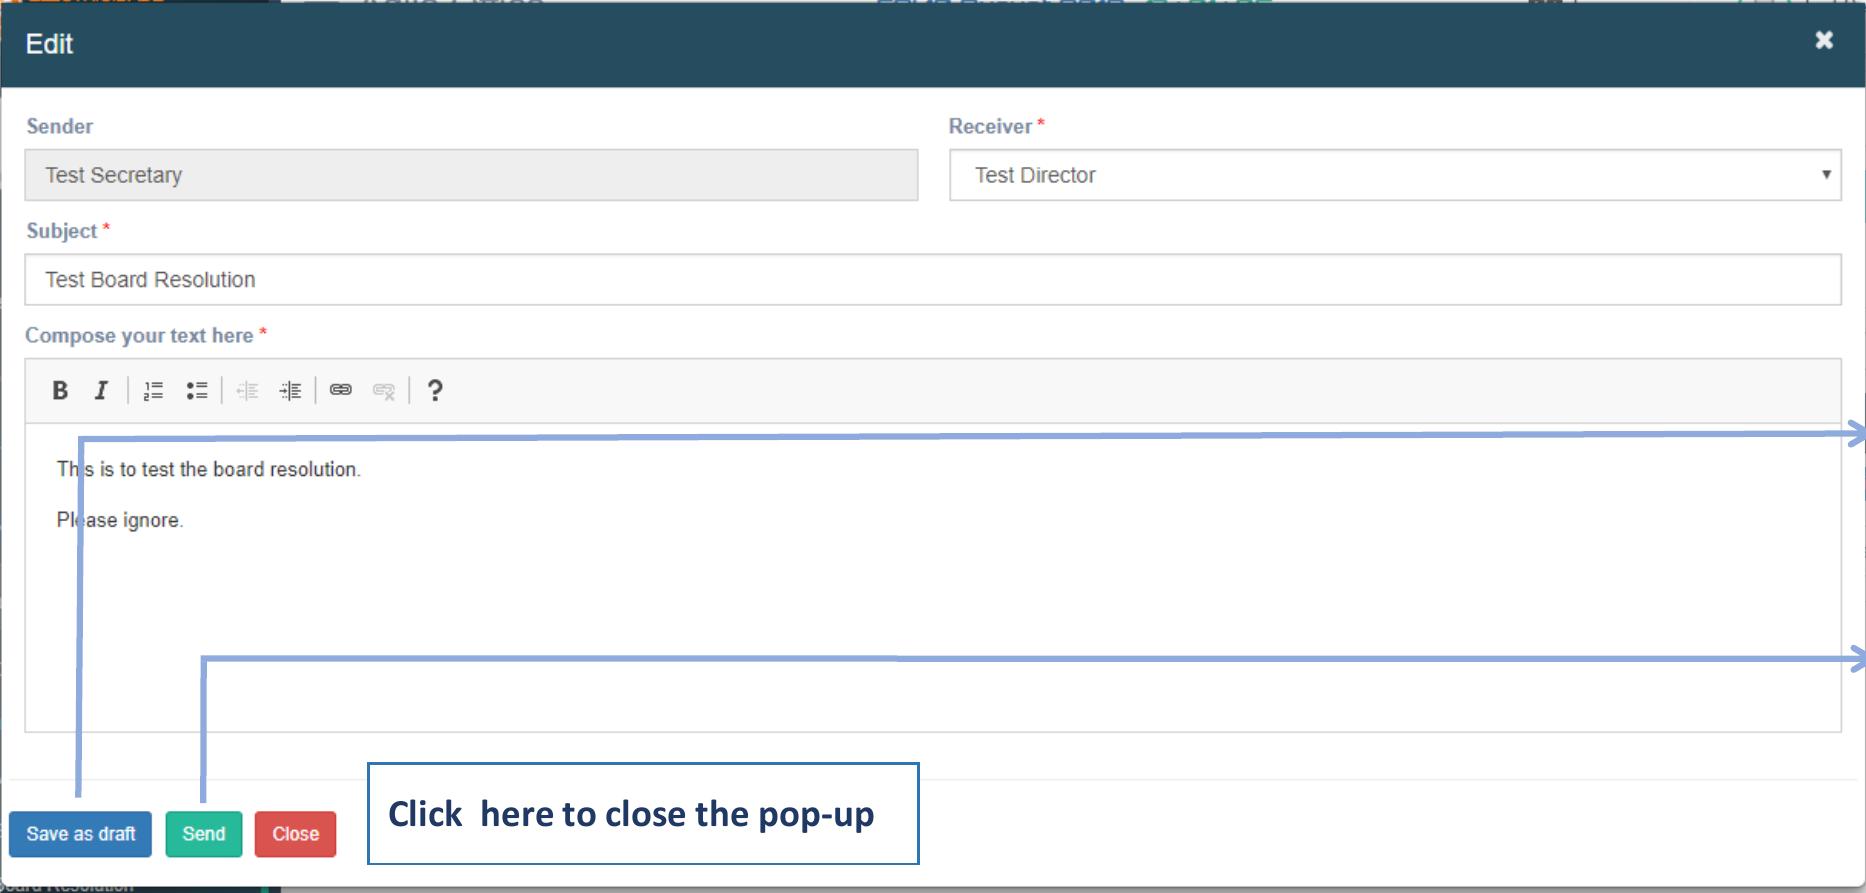 Edit
Sender
Receiver *
Test Secretary
Test Director
Subject *
Test Board Resolution
Compose your text here *
B I ?
This is to test the board resolution.
Please ignore.
Click here to close the pop-up
Save as draft
Send
Close